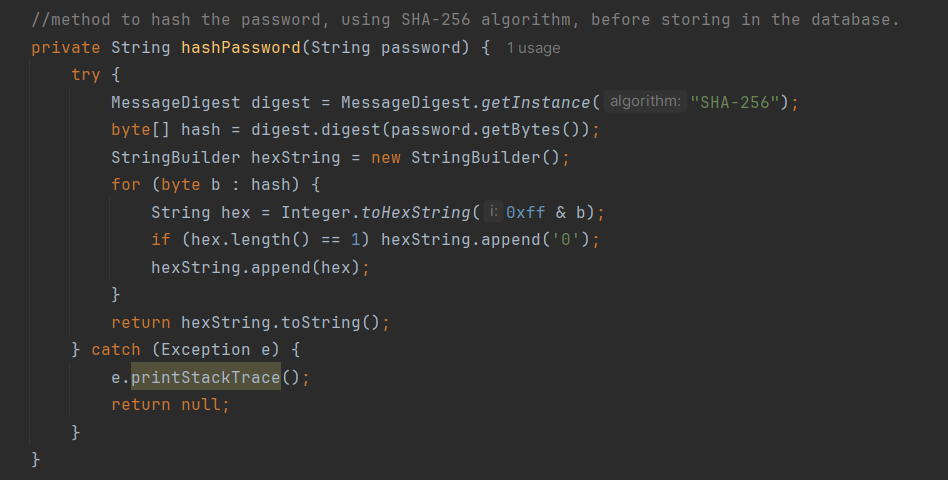 //method to hash the password, using SHA-256 algorithm, before storing in the database.
private String hashPassword(String password) { 1 usage
try {
MessageDigest digest = MessageDigest.getInstance( algorithm: "SHA-256");
byte[] hash = digest.digest(password.getBytes());
StringBuilder hexString = new StringBuilder();
for (byte b : hash) {
String hex = Integer.toHexString( i: 0xff & b);
if (hex.length() == 1) hexString.append('0');
hexString.append(hex);
}
return hexString.toString();
} catch (Exception e) {
e.printStackTrace();
return null;
}
}